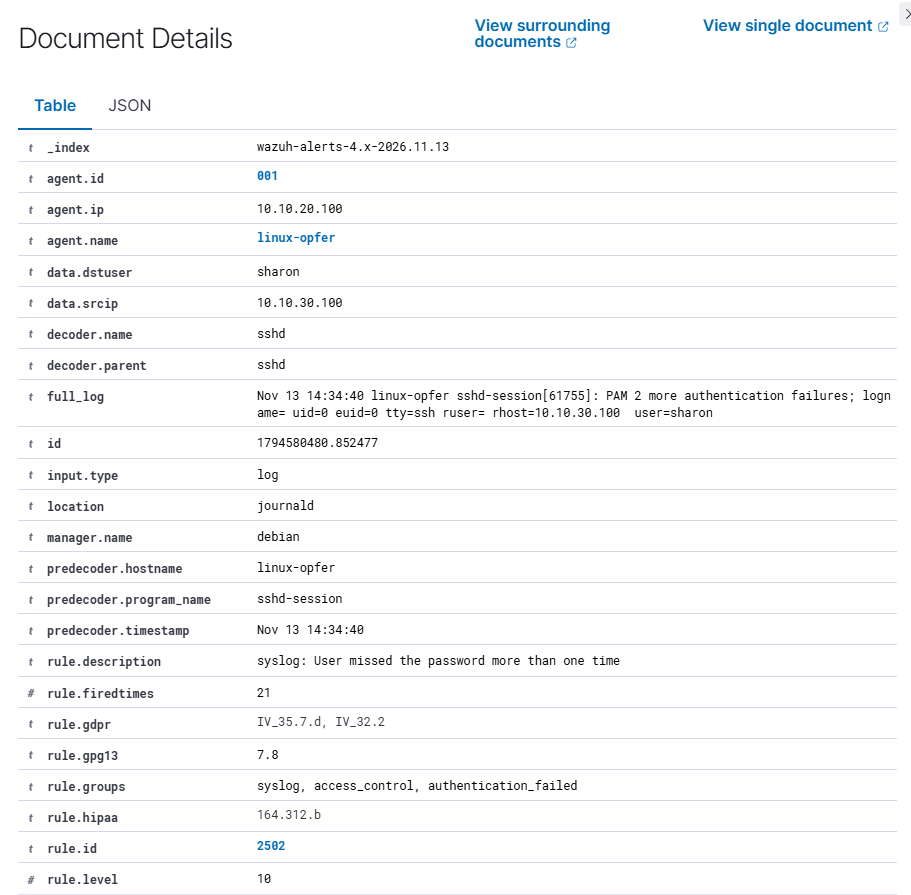 Document Details
View surrounding
documents
View single document
Table JSON
t _index wazuh-alerts-4.x-2026.11.13
t agent.id 001
t agent.ip 10.10.20.100
t agent.name linux-opfer
t data.dstuser sharon
t data.srcip 10.10.30.100
t decoder.name sshd
t decoder.parent sshd
t full_log Nov 13 14:34:40 linux-opfer sshd-session[61755]: PAM 2 more authentication failures; logn
ame= uid=0 euid=0 tty=ssh ruser= rhost=10.10.30.100  user=sharon
t id 1794580480.852477
t input.type log
t location journald
t manager.name debian
t predecoder.hostname linux-opfer
t predecoder.program_name sshd-session
t predecoder.timestamp Nov 13 14:34:40
t rule.description syslog: User missed the password more than one time
# rule.firedtimes 21
t rule.gdpr IV_35.7.d, IV_32.2
t rule.gpg13 7.8
t rule.groups syslog, access_control, authentication_failed
t rule.hipaa 164.312.b
t rule.id 2502
# rule.level 10